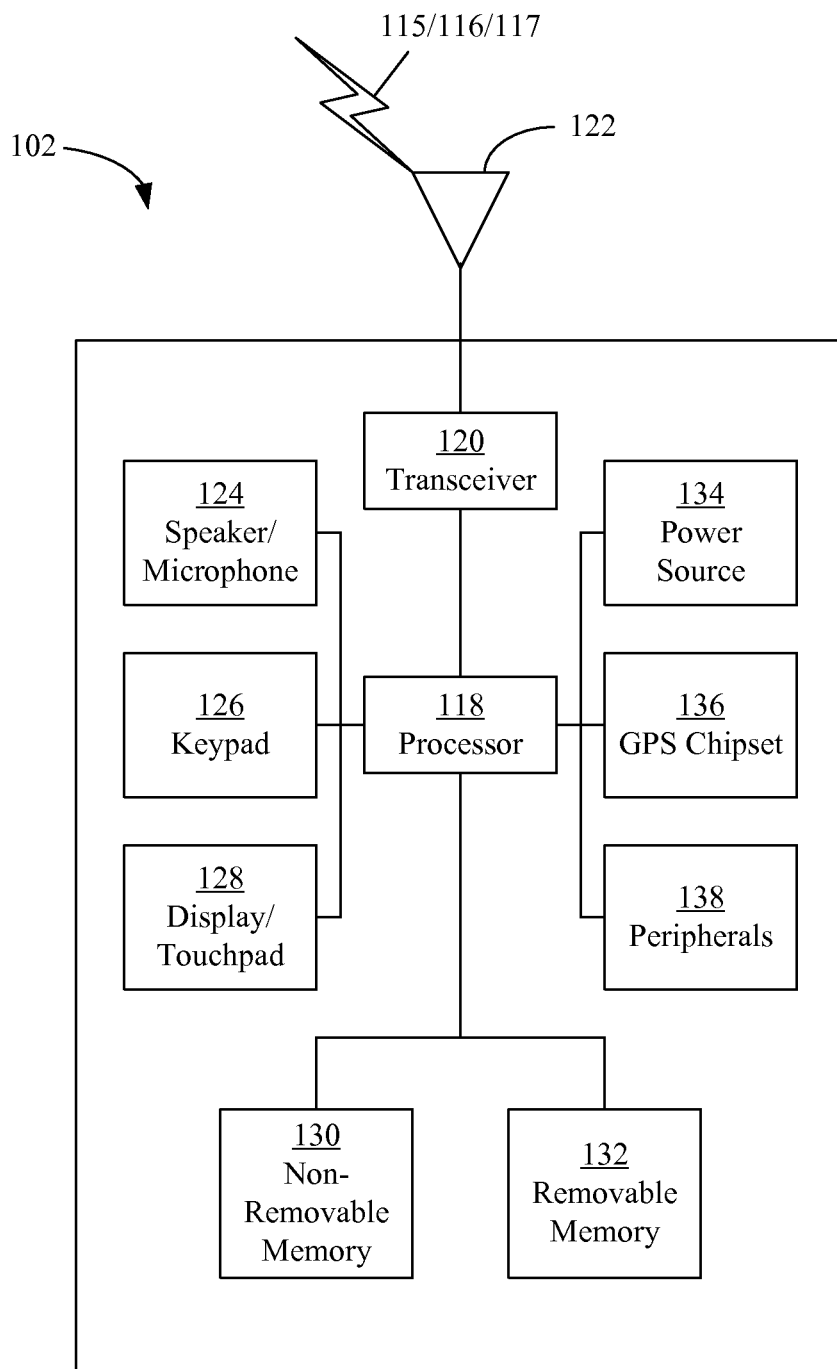 115/116/117
122
102
120
Transceiver
124
Speaker/
Microphone
134
Power
Source
126
Keypad
118
Processor
136
GPS Chipset
128
Display/
Touchpad
138
Peripherals
130
Non-
Removable
Memory
132
Removable
Memory